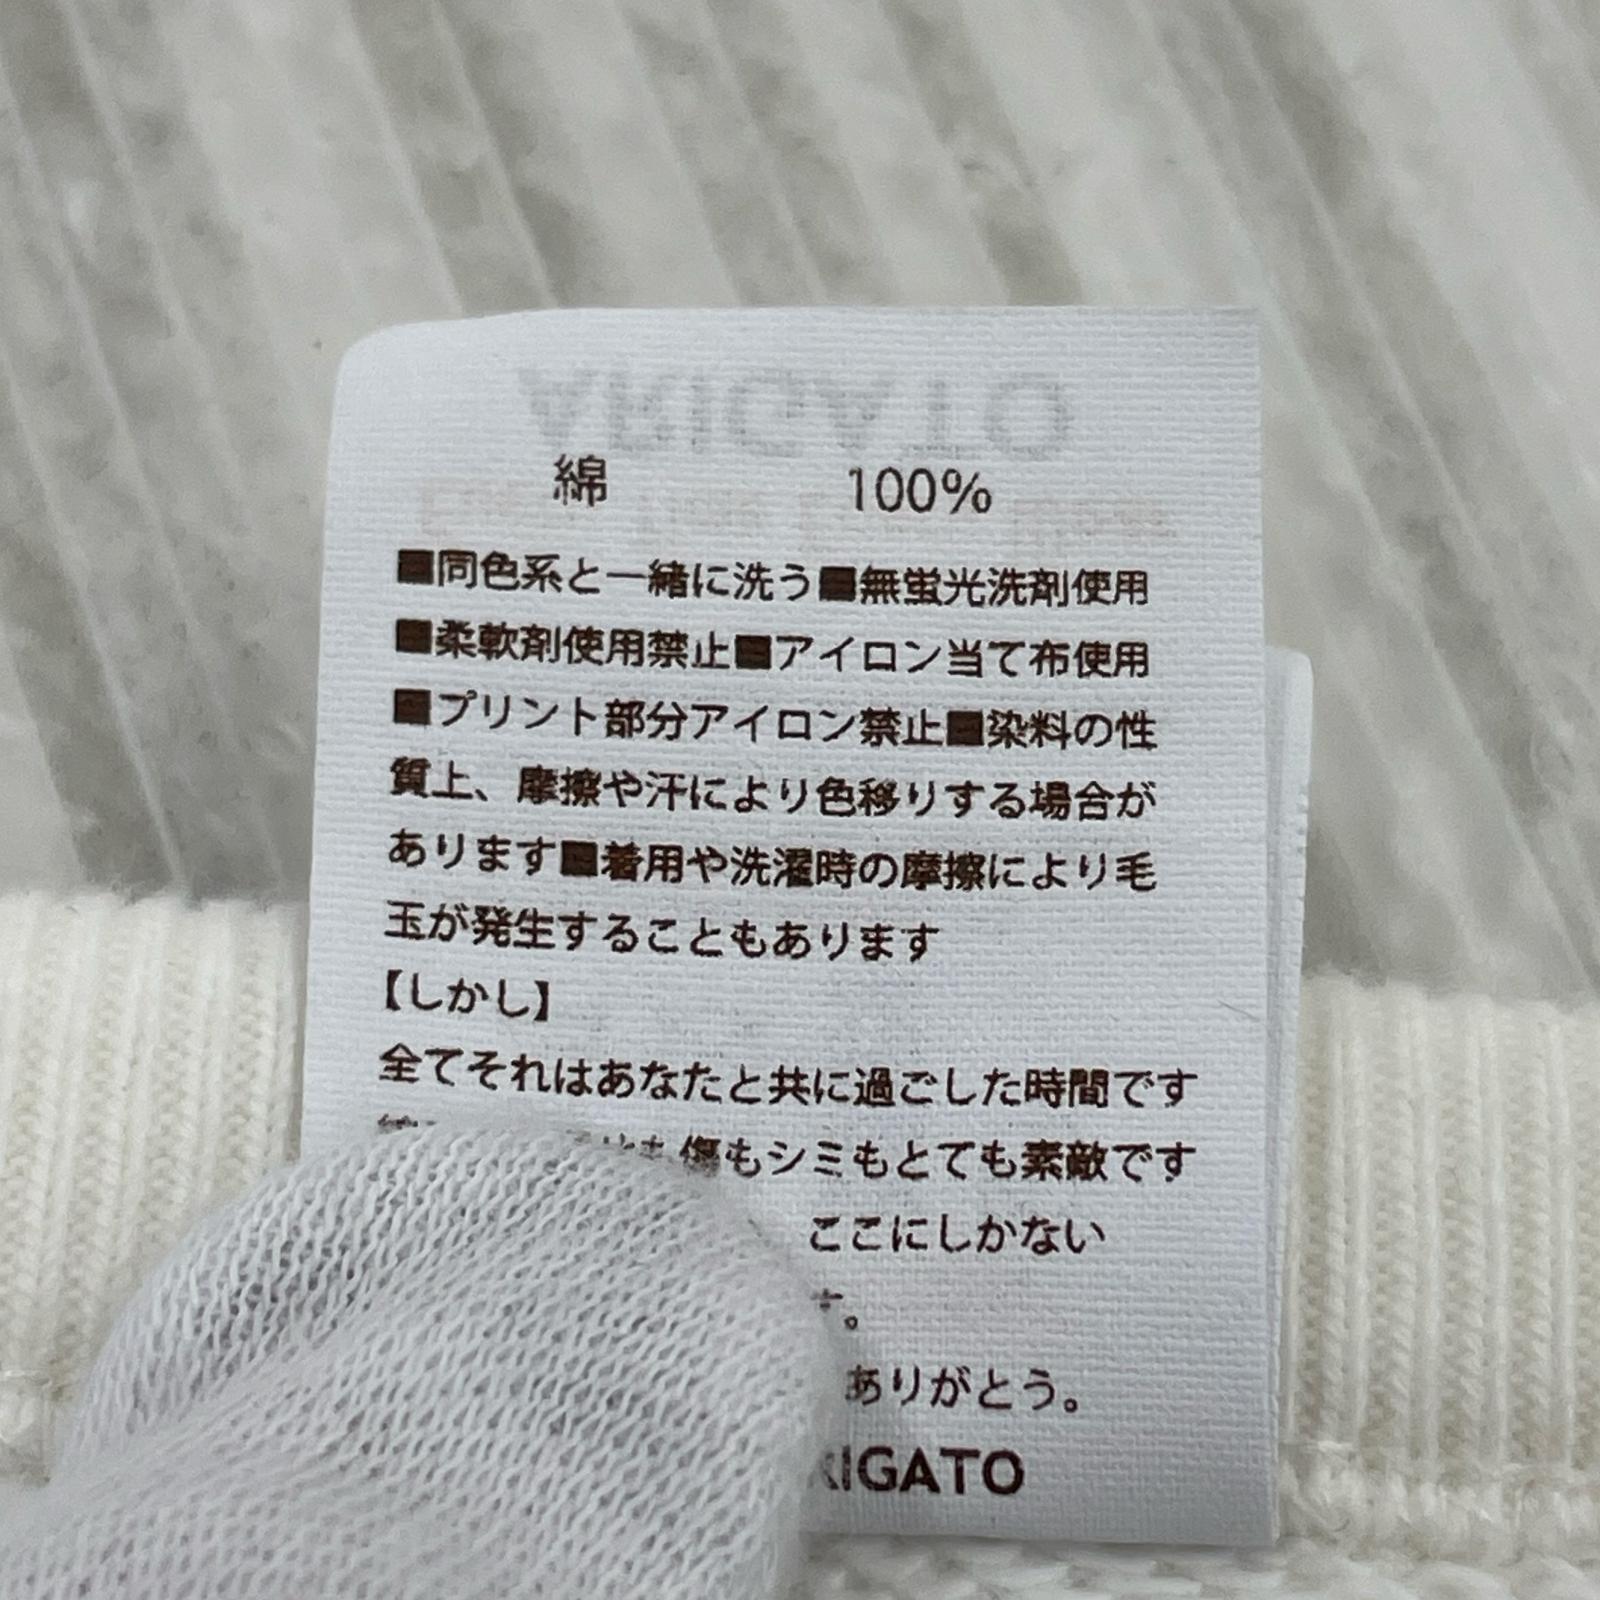 綿 100%
■同色系と一緒に洗う■無蛍光洗剤使用
■柔軟剤使用禁止■アイロン当て布使用
■プリント部分アイロン禁止■染料の性
質上、摩擦や汗により色移りする場合が
あります■着用や洗濯時の摩擦により毛
玉が発生することもあります
【しかし】
全てそれはあなたと共に過ごした時間です
傷もシミもとても素敵です
ここにしかない
す。
ありがとう。
KIGATO